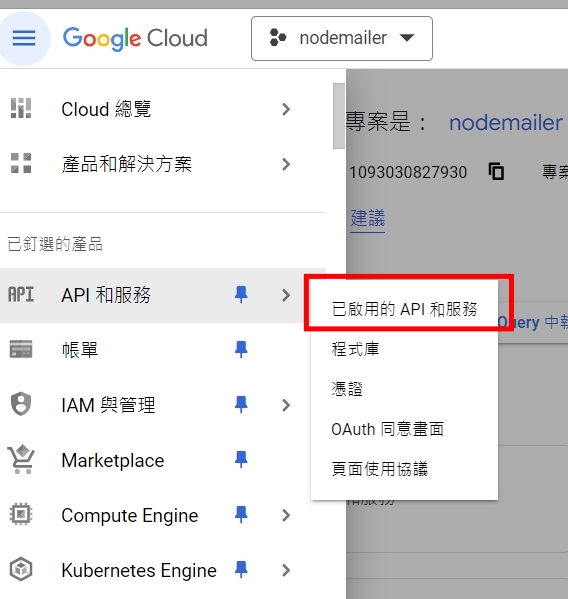 Google Cloud
nodemailer
Cloud 總覽
產品和解決方案
專案是： nodemailer
1093030827930
專案
建議
已釘選的產品
API API 和服務
已啟用的 API 和服務
Query 中
程式庫
帳單
憑證
IAM 與管理
OAuth 同意畫面
Marketplace
頁面使用協議
和服務
Compute Engine
Kubernetes Engine